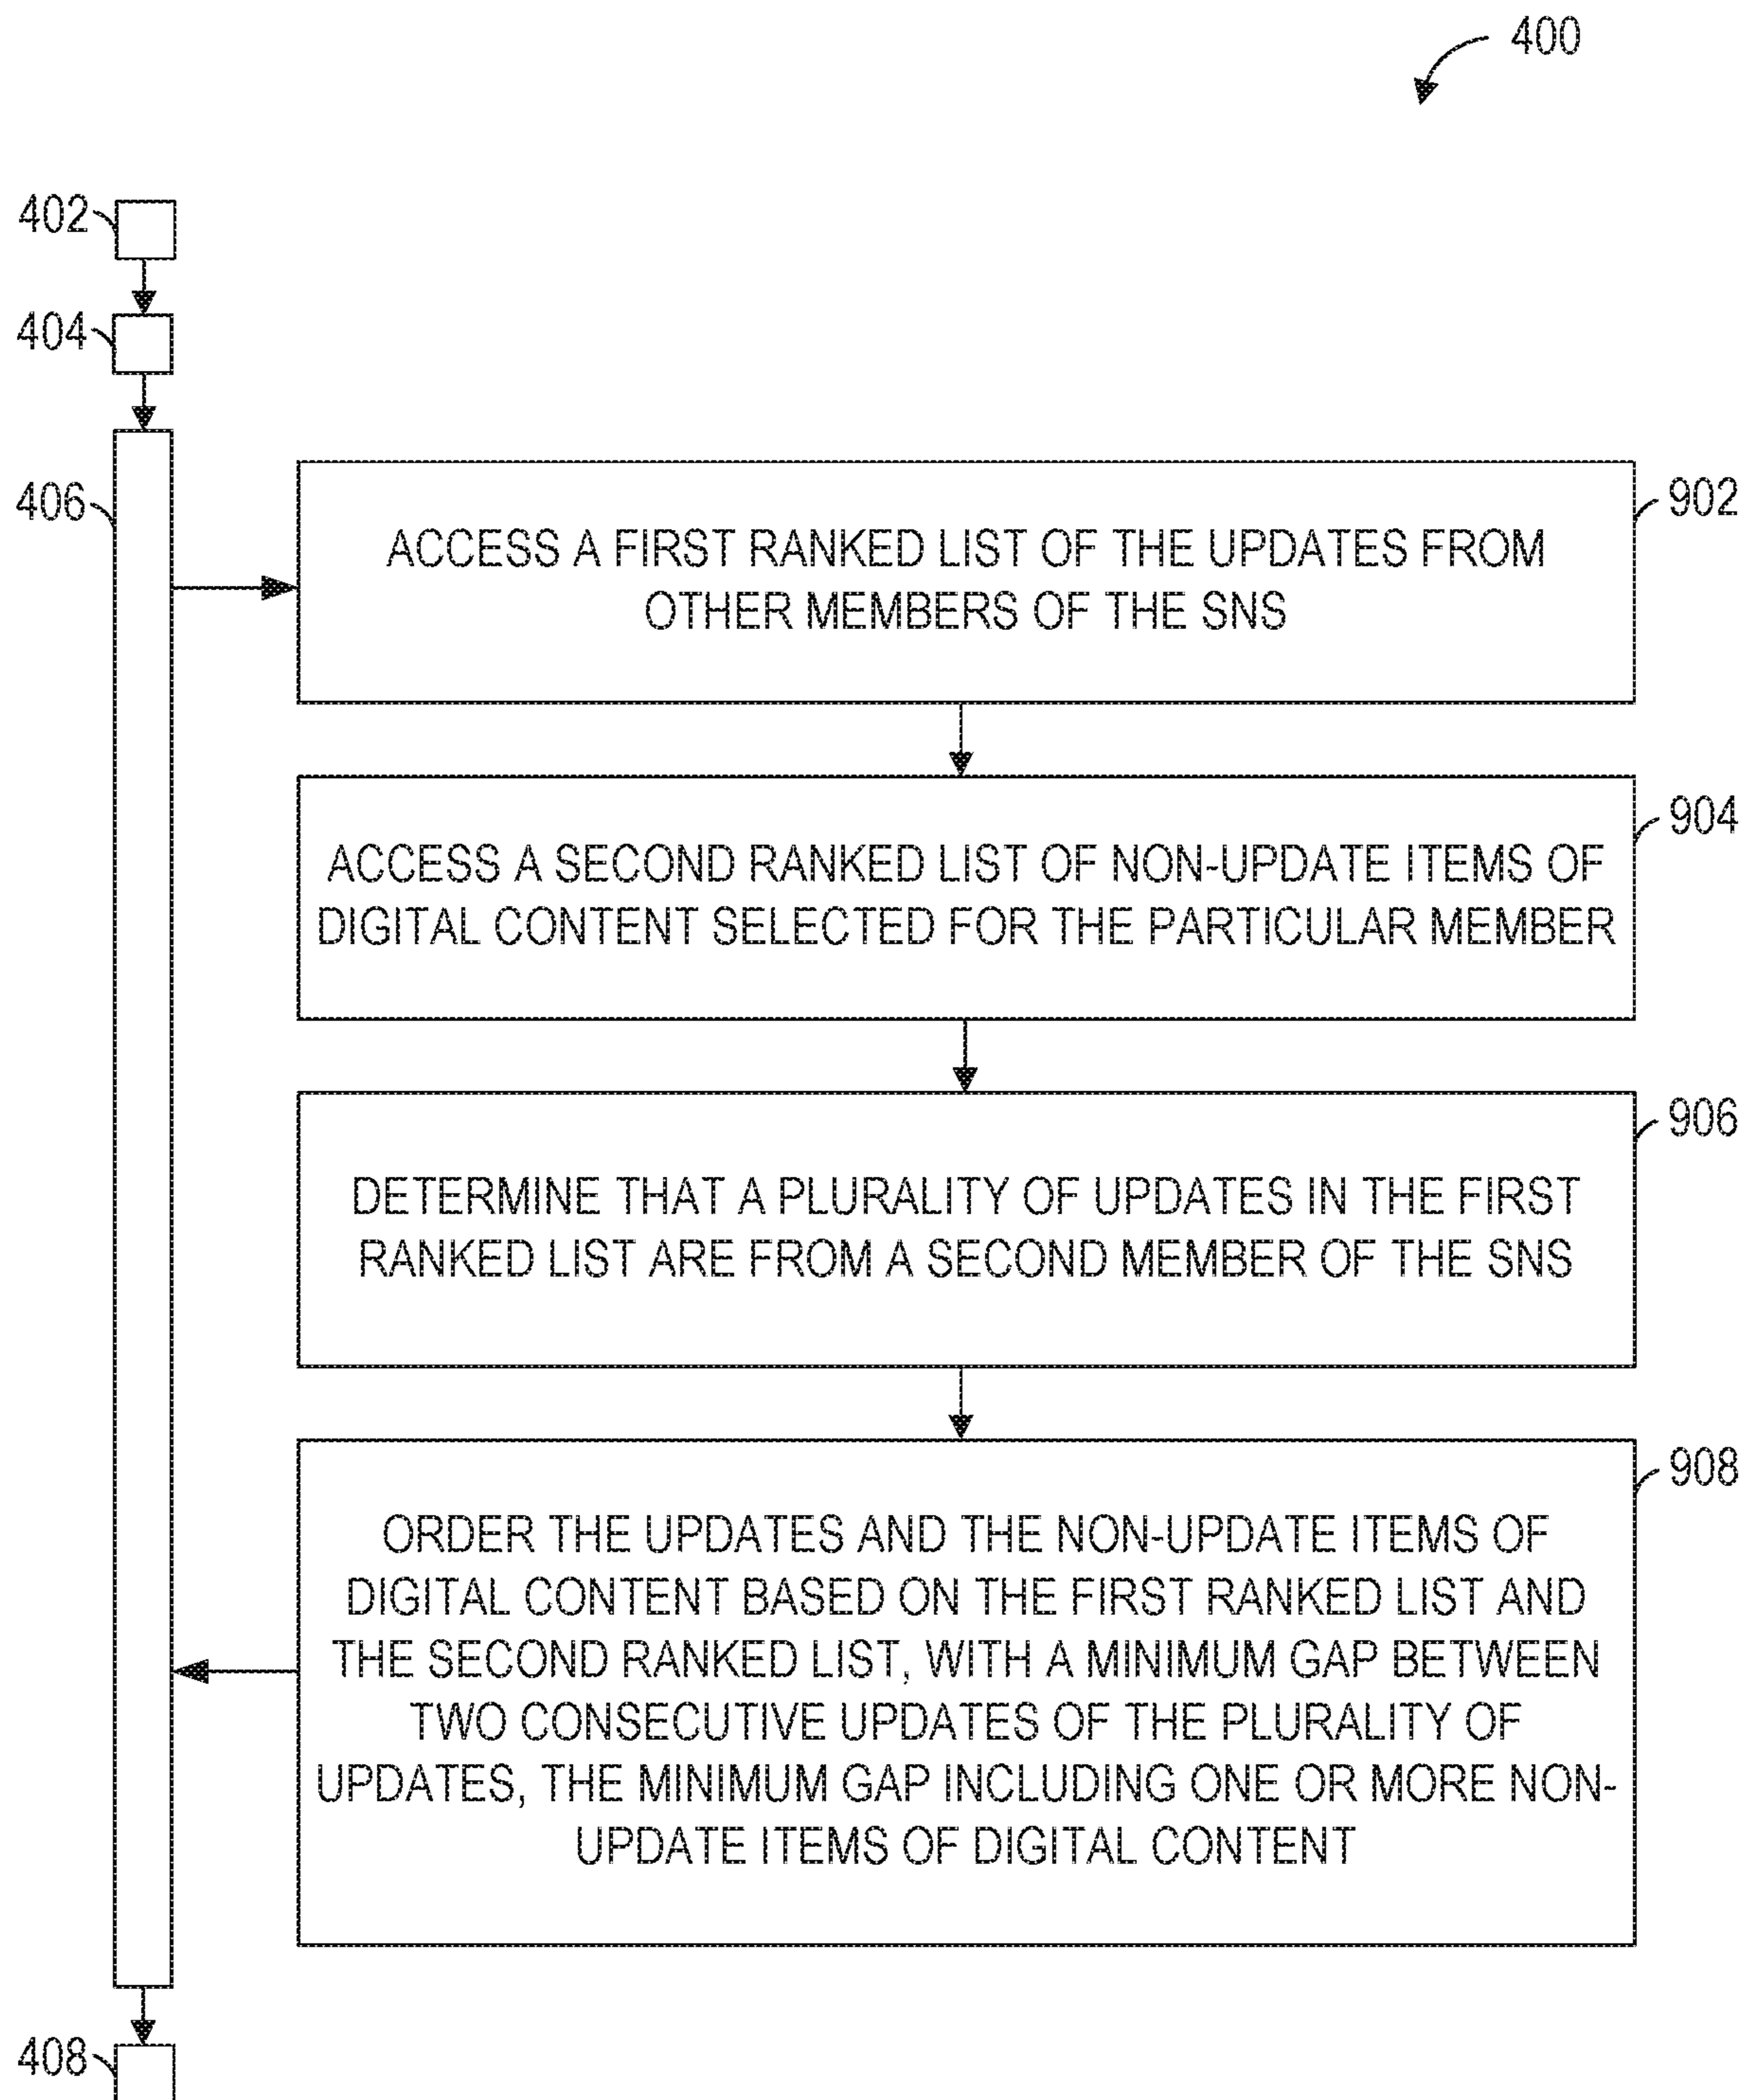 400
402
404
406
902
ACCESS A FIRST RANKED LIST OF THE UPDATES FROM
OTHER MEMBERS OF THE SNS
904
ACCESS A SECOND RANKED LIST OF NON-UPDATE ITEMS OF
DIGITAL CONTENT SELECTED FOR THE PARTICULAR MEMBER
906
DETERMINE THAT A PLURALITY OF UPDATES IN THE FIRST
RANKED LIST ARE FROM A SECOND MEMBER OF THE SNS
908
ORDER THE UPDATES AND THE NON-UPDATE ITEMS OF
DIGITAL CONTENT BASED ON THE FIRST RANKED LIST AND
THE SECOND RANKED LIST, WITH A MINIMUM GAP BETWEEN
TWO CONSECUTIVE UPDATES OF THE PLURALITY OF
UPDATES, THE MINIMUM GAP INCLUDING ONE OR MORE NON-
UPDATE ITEMS OF DIGITAL CONTENT
408